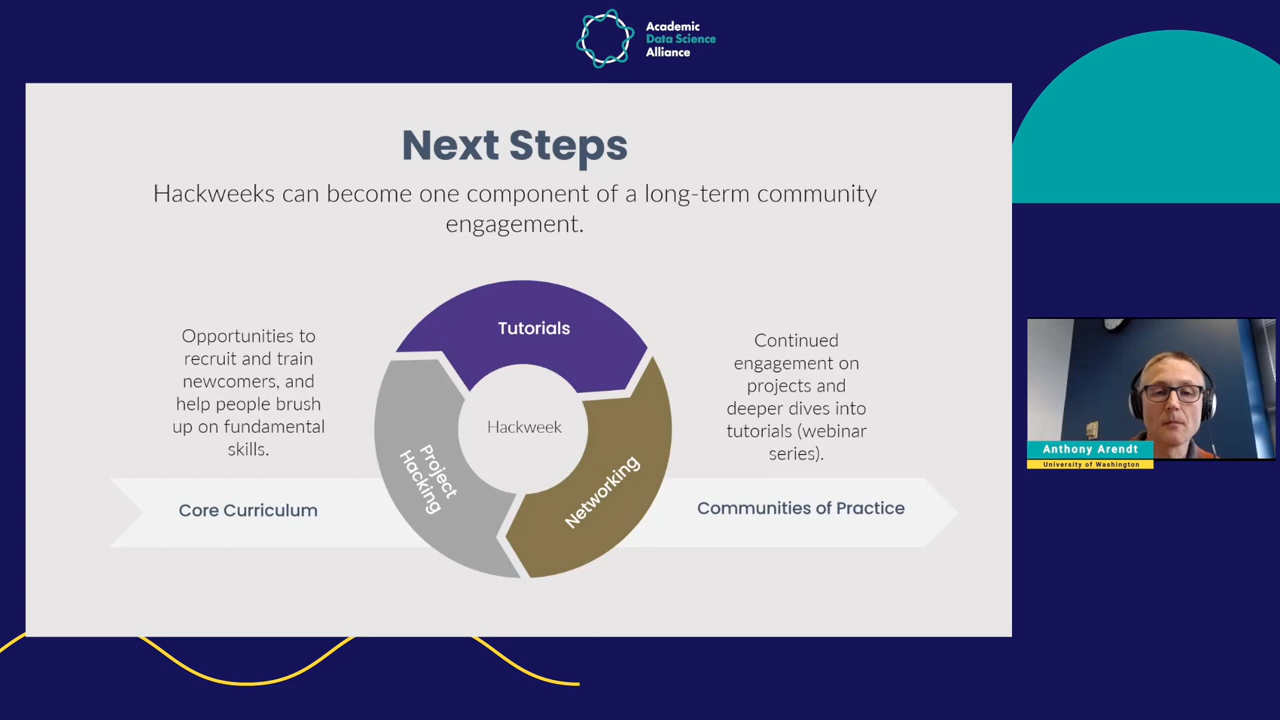 Academic
Data Science
Alliance
Next Steps
Hackweeks can become one component of a long-term community
engagement.
Opportunities to
recruit and train
newcomers, and
help people brush
up on fundamental
skills.
Core Curriculum
Tutorials
Hackweek
Project
Hacking
Networking
Continued
engagement on
projects and
deeper dives into
tutorials (webinar
series).
Communities of Practice
Anthony Arendt
University of Washington